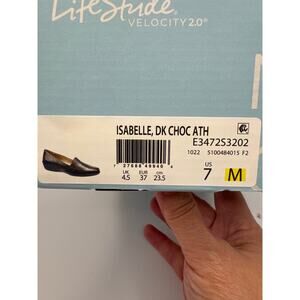 LifeStride
VELOCITY 2.0®
ISABELLE, DK CHOC ATH
E3472S3202
1022 5100484015 F2
UK EUR cm
4.5 37 23.5
US
7 M